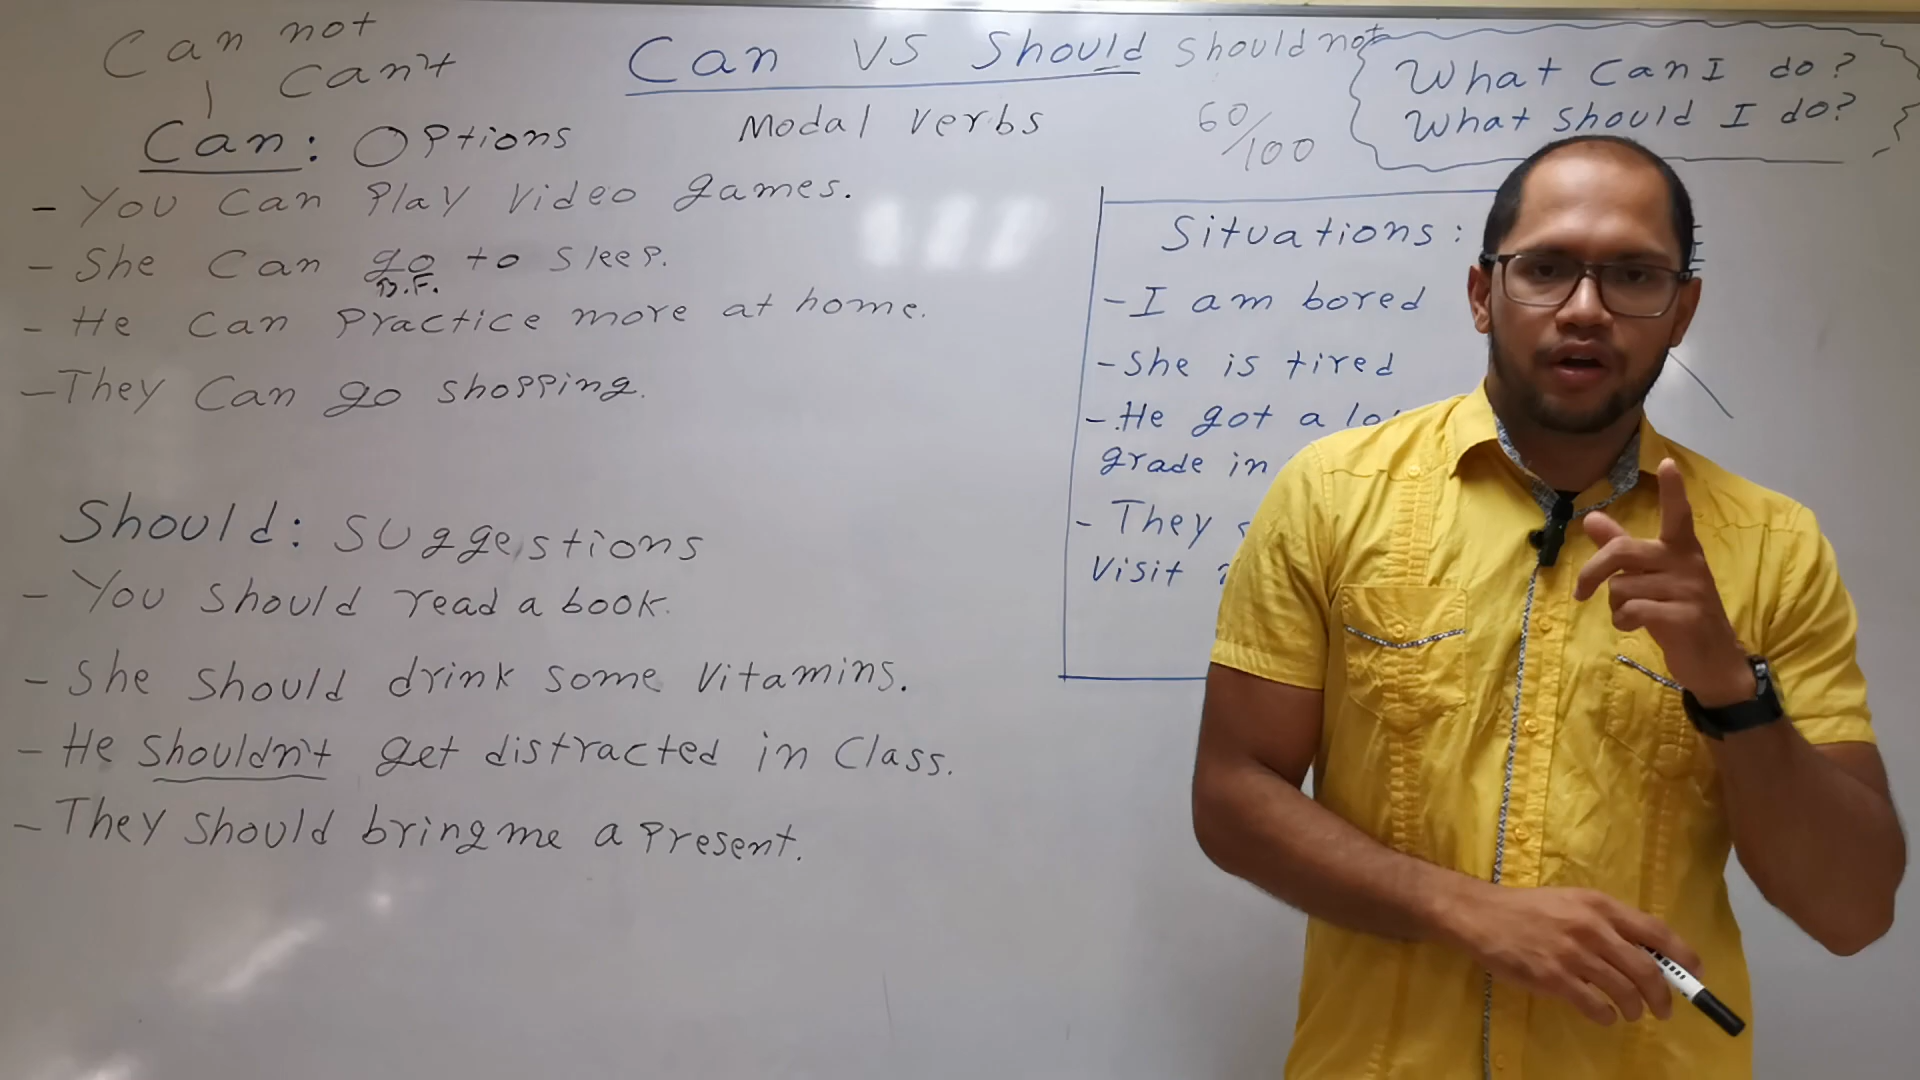 Can not
Can't
Can vs Should should not
Modal verbs
60/100
What can I do?
What should I do?
Can: Options
- You can play video games.
- She can go to sleep.
B.F.
- He can practice more at home.
- They can go shopping.
Should: Suggestions
- You should read a book.
- She should drink some vitamins.
- He shouldn't get distracted in class.
- They should bring me a present.
Situations:
- I am bored
- She is tired
- He got a
grade in
- They
Visit